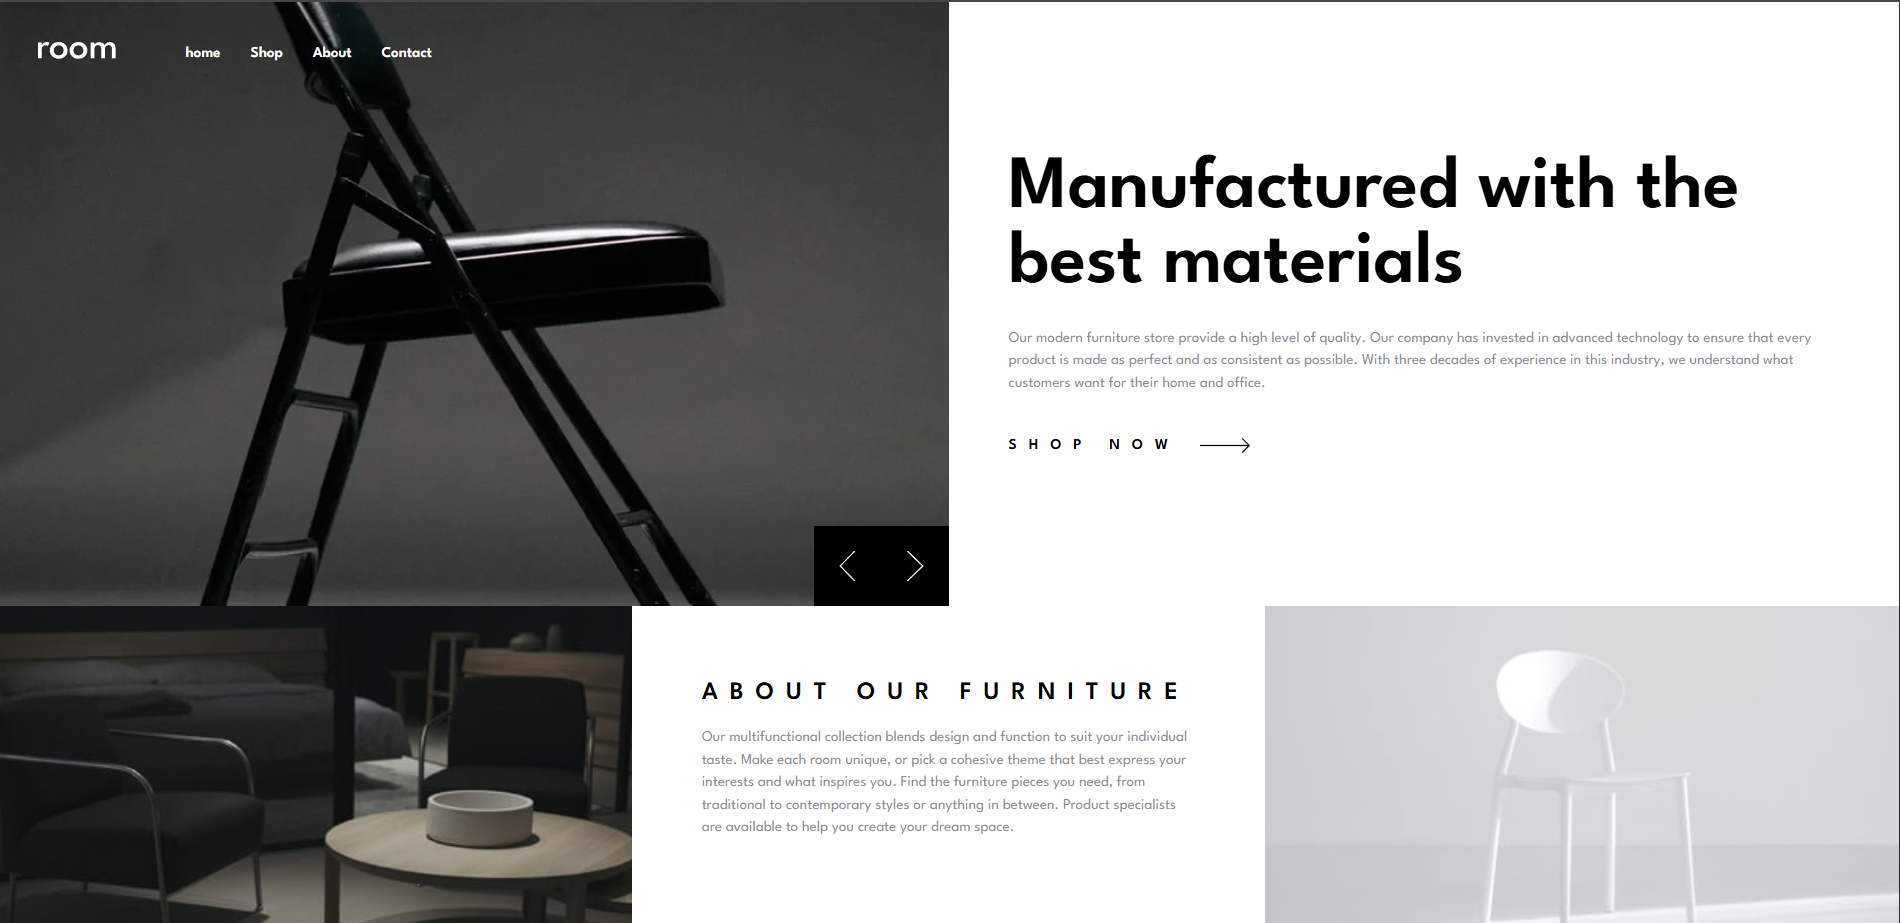 room
home Shop About Contact
Manufactured with the
best materials
Our modern furniture store provide a high level of quality. Our company has invested in advanced technology to ensure that every
product is made as perfect and as consistent as possible. With three decades of experience in this industry, we understand what
customers want for their home and office.
SHOP NOW
ABOUT OUR FURNITURE
Our multifunctional collection blends design and function to suit your individual
taste. Make each room unique, or pick a cohesive theme that best express your
interests and what inspires you. Find the furniture pieces you need, from
traditional to contemporary styles or anything in between. Product specialists
are available to help you create your dream space.